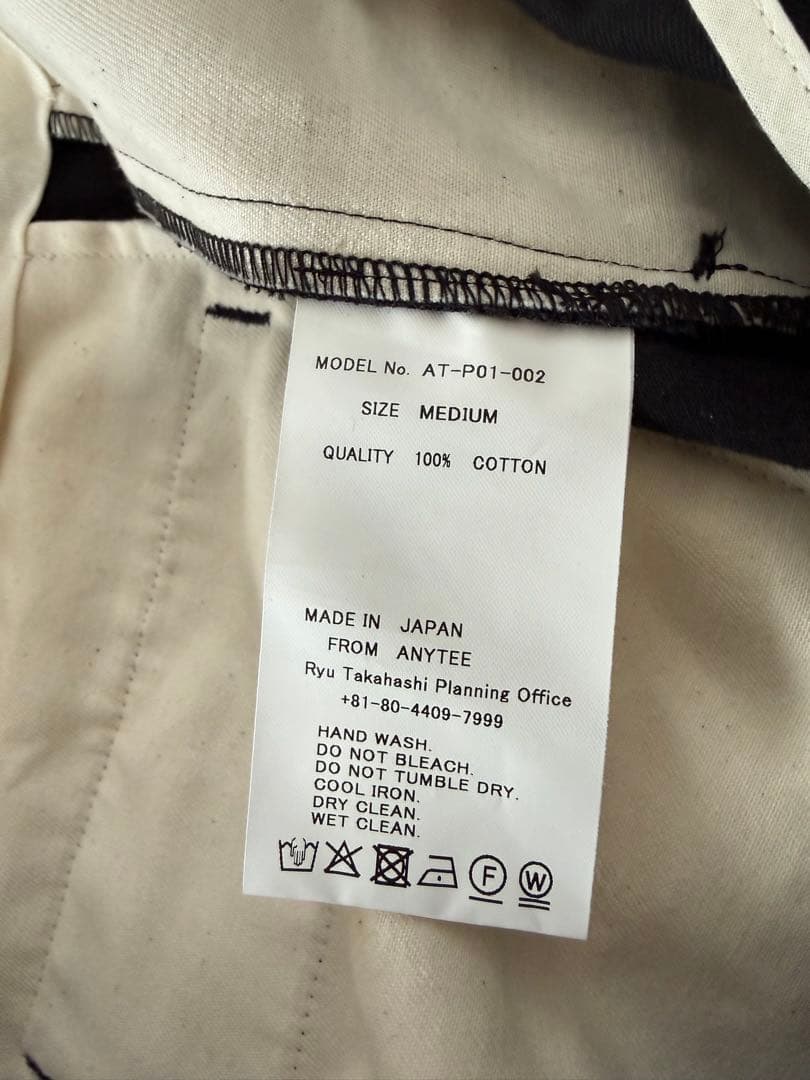 MODEL No. AT-P01-002
SIZE MEDIUM
QUALITY 100% COTTON
MADE IN JAPAN
FROM ANYTEE
Ryu Takahashi Planning Office
+81-80-4409-7999
HAND WASH.
DO NOT BLEACH.
DO NOT TUMBLE DRY.
COOL IRON.
DRY CLEAN.
WET CLEAN.
F W